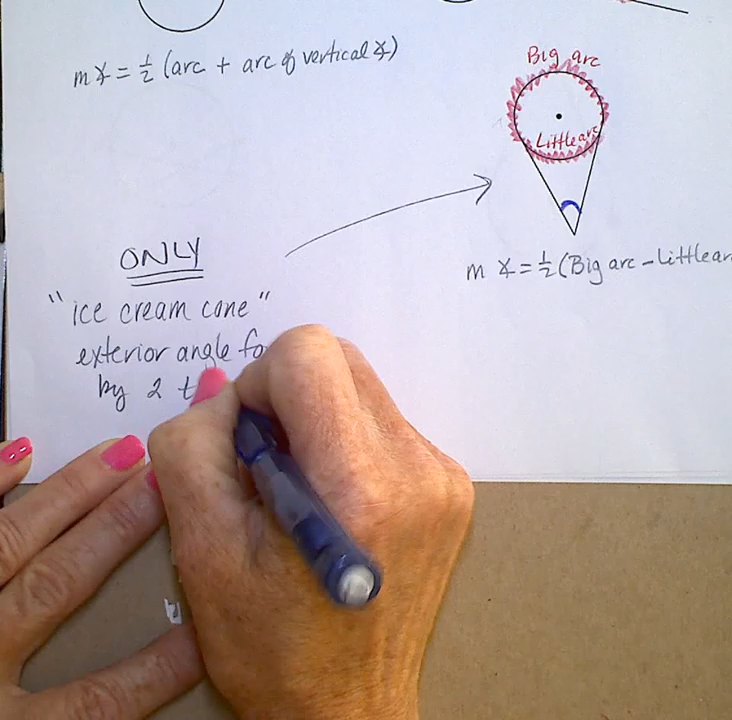 m∡ = ½ (arc + arc of vertical ∡)
Big arc
Little arc
m ∡ = ½ (Big arc - little ar
ONLY
"ice cream cone"
exterior angle fo
by 2 t